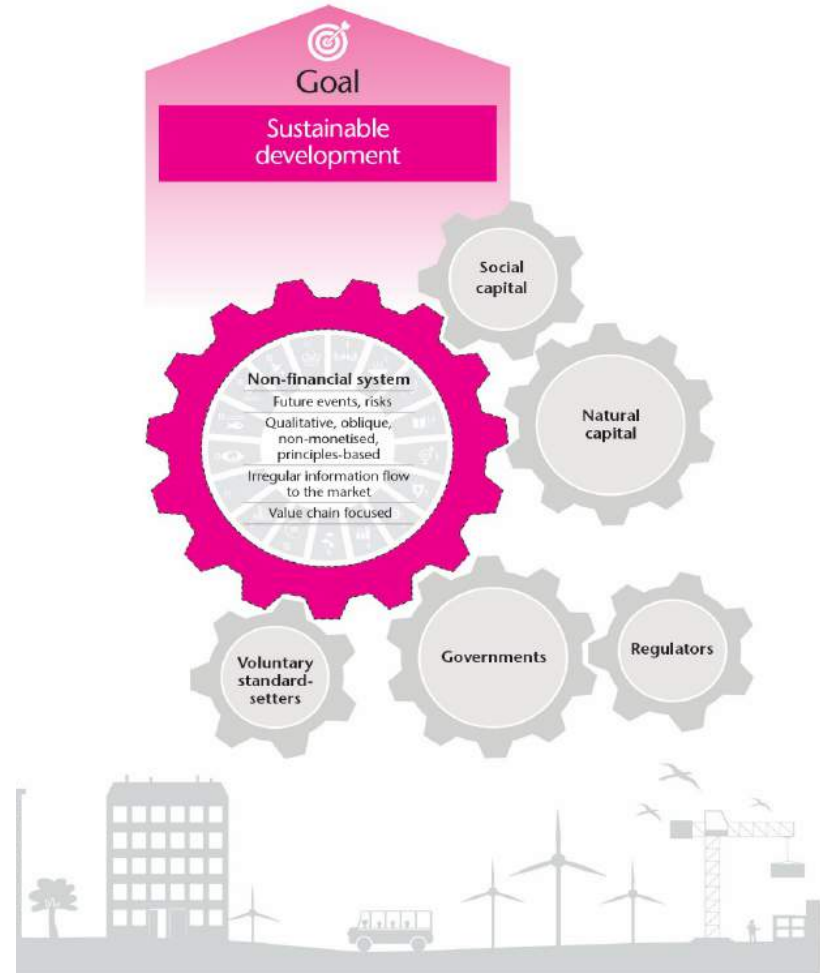 Goal
Sustainable
development
Social
capital
Natural
capital
Non-financial system
Future events, risks
Qualitative, oblique,
non-monetised,
principles-based
Irregular information flow
to the market
Value chain focused
Voluntary
standard-
setters
Governments
Regulators